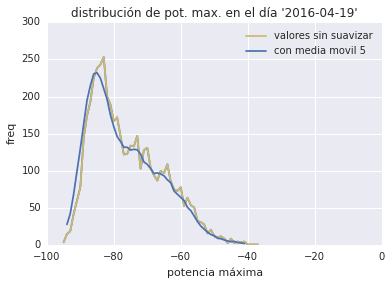 distribución de pot. max. en el día '2016-04-19'
300
250
200
150
100
50
0
freq
valores sin suavizar
con media movil 5
−100 −80 −60 −40 −20 0
potencia máxima